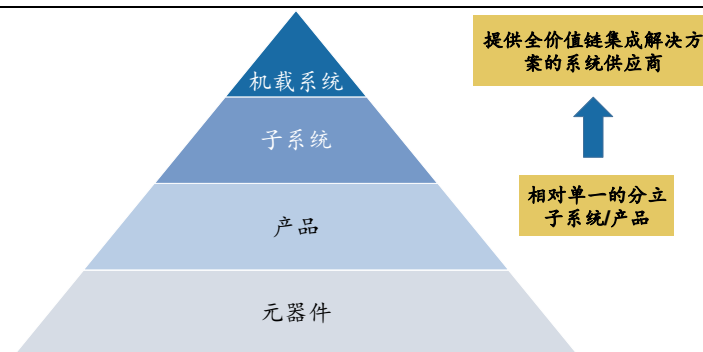 机载系统
子系统
产品
元器件
提供全价值链集成解决方
案的系统供应商
相对单一的分立
子系统/产品